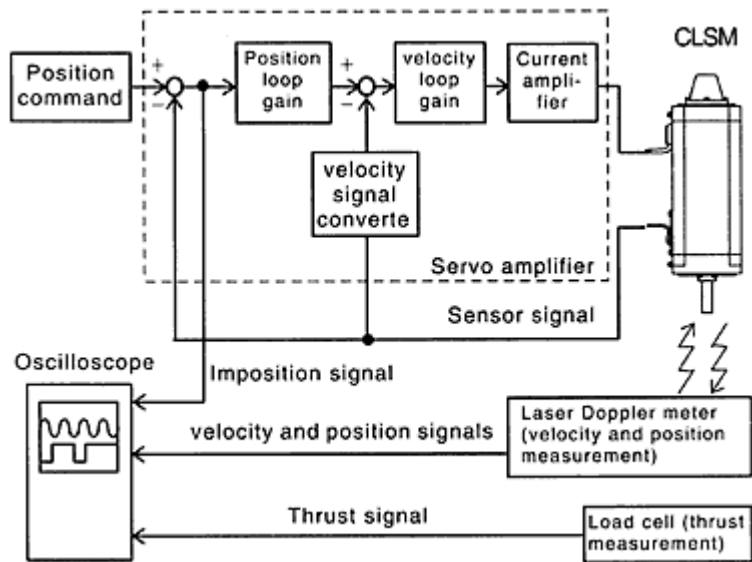 CLSM
Position
command
+
−
Position
loop
gain
+
−
velocity
loop
gain
Current
ampli-
fier
velocity
signal
converte
Servo amplifier
Sensor signal
Oscilloscope
Imposition signal
velocity and position signals
Laser Doppler meter
(velocity and position
measurement)
Thrust signal
Load cell (thrust
measurement)